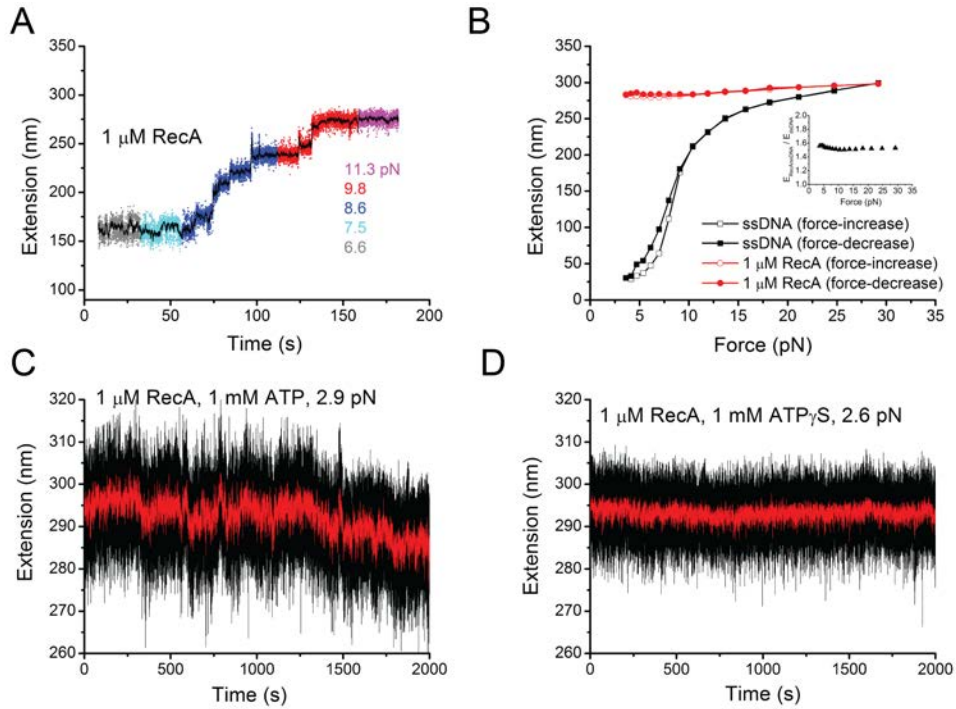 A
350
300
250
200
150
100
Extension (nm)
1 μM RecA
11.3 pN
9.8
8.6
7.5
6.6
0 50 100 150 200
Time (s)
B
350
300
250
200
150
100
50
0
Extension (nm)
2.0
1.8
1.6
1.4
1.2
1.0
0 5 10 15 20 25 30 35
Force (pN)
ssDNA (force-increase)
ssDNA (force-decrease)
1 μM RecA (force-increase)
1 μM RecA (force-decrease)
0 5 10 15 20 25 30 35
Force (pN)
C
1 μM RecA, 1 mM ATP, 2.9 pN
320
310
300
290
280
270
260
Extension (nm)
0 500 1000 1500 2000
Time (s)
D
1 μM RecA, 1 mM ATPγS, 2.6 pN
320
310
300
290
280
270
260
Extension (nm)
0 500 1000 1500 2000
Time (s)